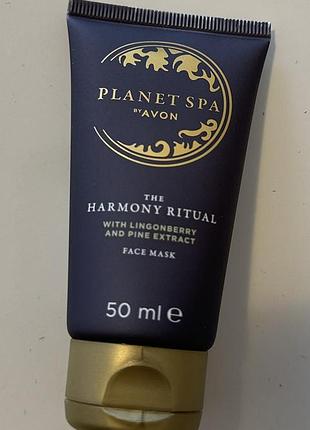 PLANET SPA
BY AVON
THE
HARMONY RITUAL
WITH LINGONBERRY
AND PINE EXTRACT
FACE MASK
50 ml ℮